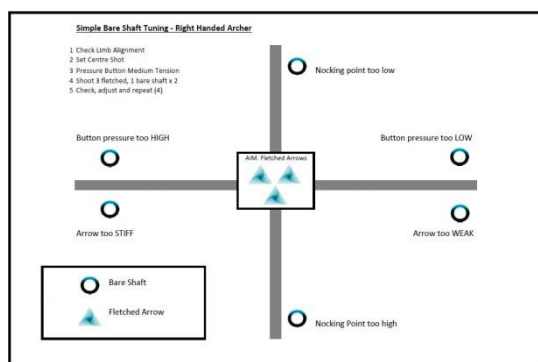 Simple Bare Shaft Tuning - Right Handed Archer
1 Check Limb Alignment
2 Set Centre Shot
3 Pressure Button Medium Tension
4 Shoot 3 fletched, 1 bare shaft x 2
5 Check, adjust and repeat (4)
Nocking point too low
Button pressure too HIGH
Button pressure too LOW
AIM. Fletched Arrows
Arrow too STIFF
Arrow too WEAK
Bare Shaft
Fletched Arrow
Nocking Point too high